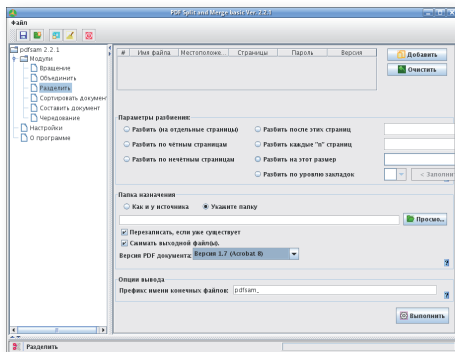 PDF Split and Merge basic Ver. 2.2.1
Файл
pdfsam 2.2.1
Модули
Вращение
Объединить
Разделить
Сортировать документ
Составить документ
Чередование
Настройки
О программе
# Имя файла Местоположе... Страницы Пароль Версия
Добавить
Очистить
Параметры разбиения:
Разбить (на отдельные страницы) Разбить после этих страниц
Разбить по чётным страницам Разбить каждые "n" страниц
Разбить по нечётным страницам Разбить на этот размер
Разбить по уровню закладок < Заполни
Папка назначения
Как и у источника Укажите папку
Просмо...
Перезаписать, если уже существует
Сжимать выходной файл(ы).
Версия PDF документа: Версия 1.7 (Acrobat 8)
Опции вывода
Префикс имени конечных файлов: pdfsam_
Выполнить
Разделить